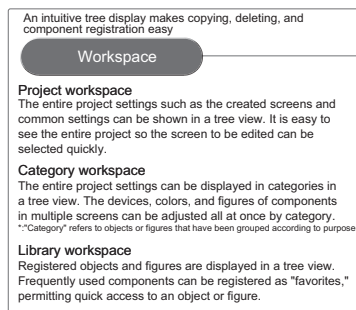 An intuitive tree display makes copying, deleting, and
component registration easy
Workspace
Project workspace
The entire project settings such as the created screens and
common settings can be shown in a tree view. It is easy to
see the entire project so the screen to be edited can be
selected quickly.
Category workspace
The entire project settings can be displayed in categories in
a tree view. The devices, colors, and figures of components
in multiple screens can be adjusted all at once by category.
*:"Category" refers to objects or figures that have been grouped according to purpose
Library workspace
Registered objects and figures are displayed in a tree view.
Frequently used components can be registered as "favorites,"
permitting quick access to an object or figure.